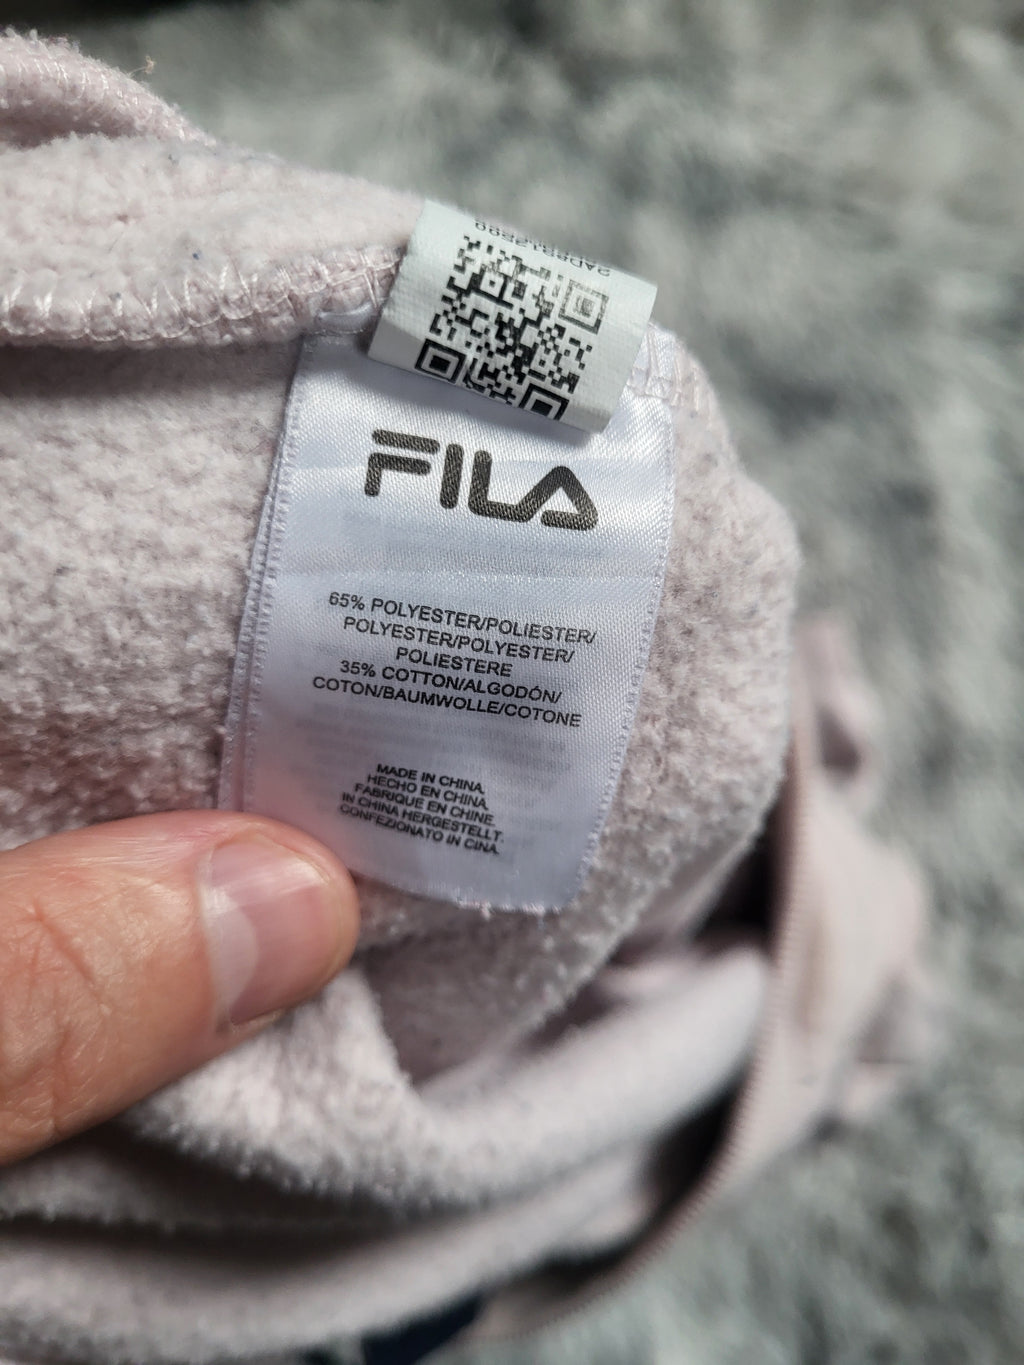 FILA
65% POLYESTER/POLIESTER/
POLYESTER/POLYESTER/
POLIESTERE
35% COTTON/ALGODÓN/
COTON/BAUMWOLLE/COTONE
MADE IN CHINA.
HECHO EN CHINA.
FABRIQUE EN CHINE.
IN CHINA HERGESTELLT.
CONFEZIONATO IN CINA.